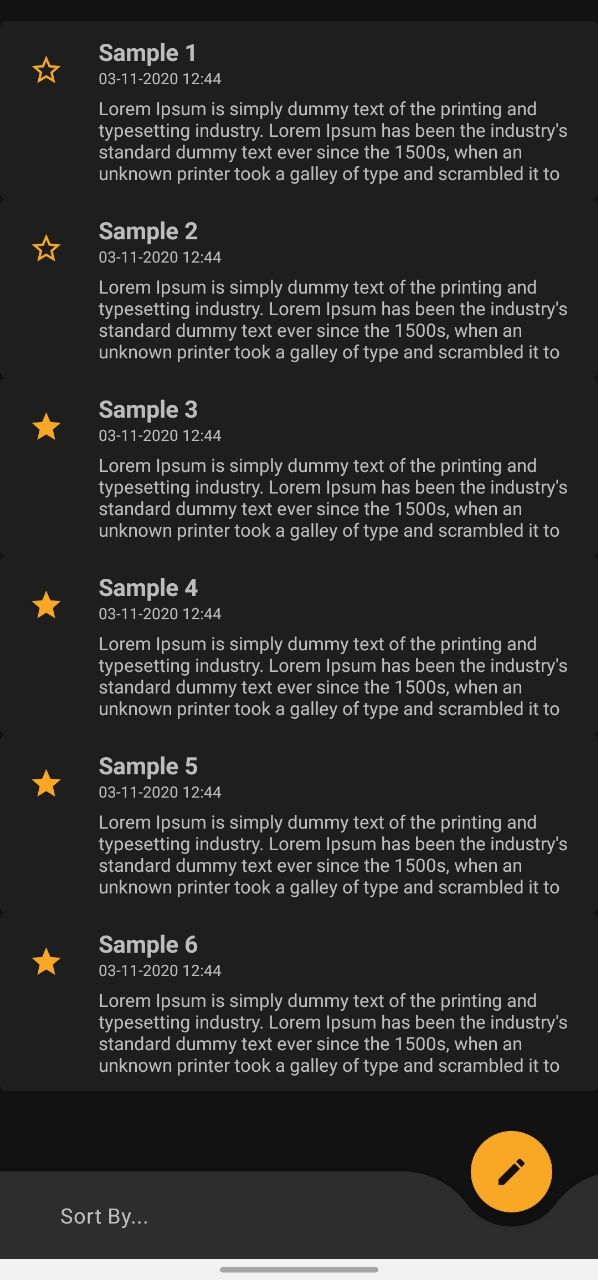 Sample 1
03-11-2020 12:44
Lorem Ipsum is simply dummy text of the printing and
typesetting industry. Lorem Ipsum has been the industry's
standard dummy text ever since the 1500s, when an
unknown printer took a galley of type and scrambled it to
Sample 2
03-11-2020 12:44
Lorem Ipsum is simply dummy text of the printing and
typesetting industry. Lorem Ipsum has been the industry's
standard dummy text ever since the 1500s, when an
unknown printer took a galley of type and scrambled it to
Sample 3
03-11-2020 12:44
Lorem Ipsum is simply dummy text of the printing and
typesetting industry. Lorem Ipsum has been the industry's
standard dummy text ever since the 1500s, when an
unknown printer took a galley of type and scrambled it to
Sample 4
03-11-2020 12:44
Lorem Ipsum is simply dummy text of the printing and
typesetting industry. Lorem Ipsum has been the industry's
standard dummy text ever since the 1500s, when an
unknown printer took a galley of type and scrambled it to
Sample 5
03-11-2020 12:44
Lorem Ipsum is simply dummy text of the printing and
typesetting industry. Lorem Ipsum has been the industry's
standard dummy text ever since the 1500s, when an
unknown printer took a galley of type and scrambled it to
Sample 6
03-11-2020 12:44
Lorem Ipsum is simply dummy text of the printing and
typesetting industry. Lorem Ipsum has been the industry's
standard dummy text ever since the 1500s, when an
unknown printer took a galley of type and scrambled it to
Sort By...